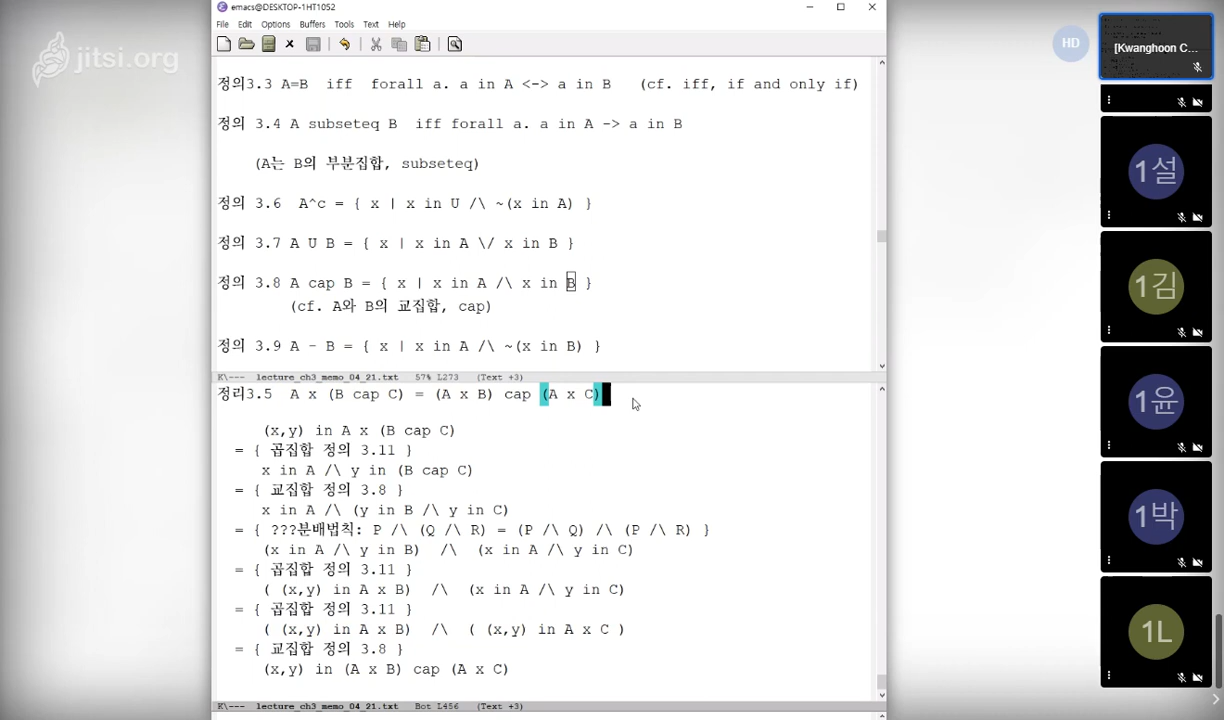 emacs@DESKTOP-1HT1052
File Edit Options Buffers Tools Text Help
jitsi.org
HD
[Kwanghoon C...
정의3.3 A=B iff forall a. a in A <-> a in B (cf. iff, if and only if)
정의 3.4 A subseteq B iff forall a. a in A -> a in B
(A는 B의 부분집합, subseteq)
정의 3.6 A^c = { x | x in U /\ ~(x in A) }
정의 3.7 A U B = { x | x in A \/ x in B }
정의 3.8 A cap B = { x | x in A /\ x in B }
(cf. A와 B의 교집합, cap)
정의 3.9 A - B = { x | x in A /\ ~(x in B) }
K\--- lecture_ch3_memo_04_21.txt 57% L273 (Text +3)
정리3.5 A x (B cap C) = (A x B) cap (A x C)
(x,y) in A x (B cap C)
= { 곱집합 정의 3.11 }
x in A /\ y in (B cap C)
= { 교집합 정의 3.8 }
x in A /\ (y in B /\ y in C)
= { ???분배법칙: P /\ (Q /\ R) = (P /\ Q) /\ (P /\ R) }
(x in A /\ y in B) /\ (x in A /\ y in C)
= { 곱집합 정의 3.11 }
( (x,y) in A x B) /\ (x in A /\ y in C)
= { 곱집합 정의 3.11 }
( (x,y) in A x B) /\ ( (x,y) in A x C )
= { 교집합 정의 3.8 }
(x,y) in (A x B) cap (A x C)
K\--- lecture_ch3_memo_04_21.txt Bot L456 (Text +3)
1설
1김
1윤
1박
1L